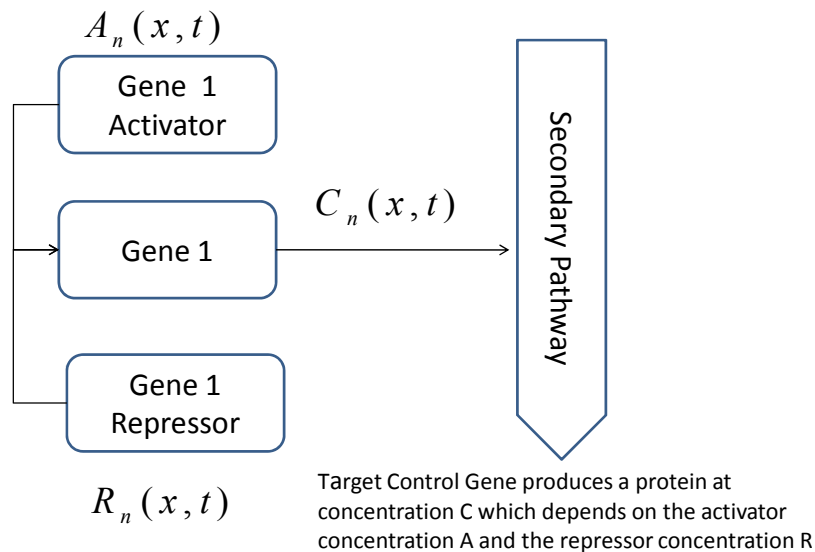 A_n(x,t)
Gene 1
Activator
Gene 1
C_n(x,t)
Gene 1
Repressor
R_n(x,t)
Secondary Pathway
Target Control Gene produces a protein at
concentration C which depends on the activator
concentration A and the repressor concentration R